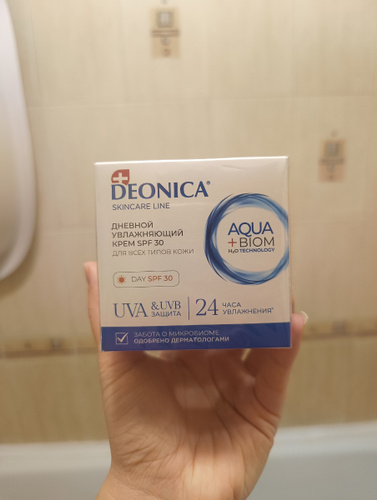 DEONICA®
SKINCARE LINE
ДНЕВНОЙ
УВЛАЖНЯЮЩИЙ
КРЕМ SPF 30
ДЛЯ ВСЕХ ТИПОВ КОЖИ
AQUA
+BIOM
H₂O TECHNOLOGY
DAY SPF 30
UVA &UVB
ЗАЩИТА
24 ЧАСА
УВЛАЖНЕНИЯ*
ЗАБОТА О МИКРОБИОМЕ
ОДОБРЕНО ДЕРМАТОЛОГАМИ